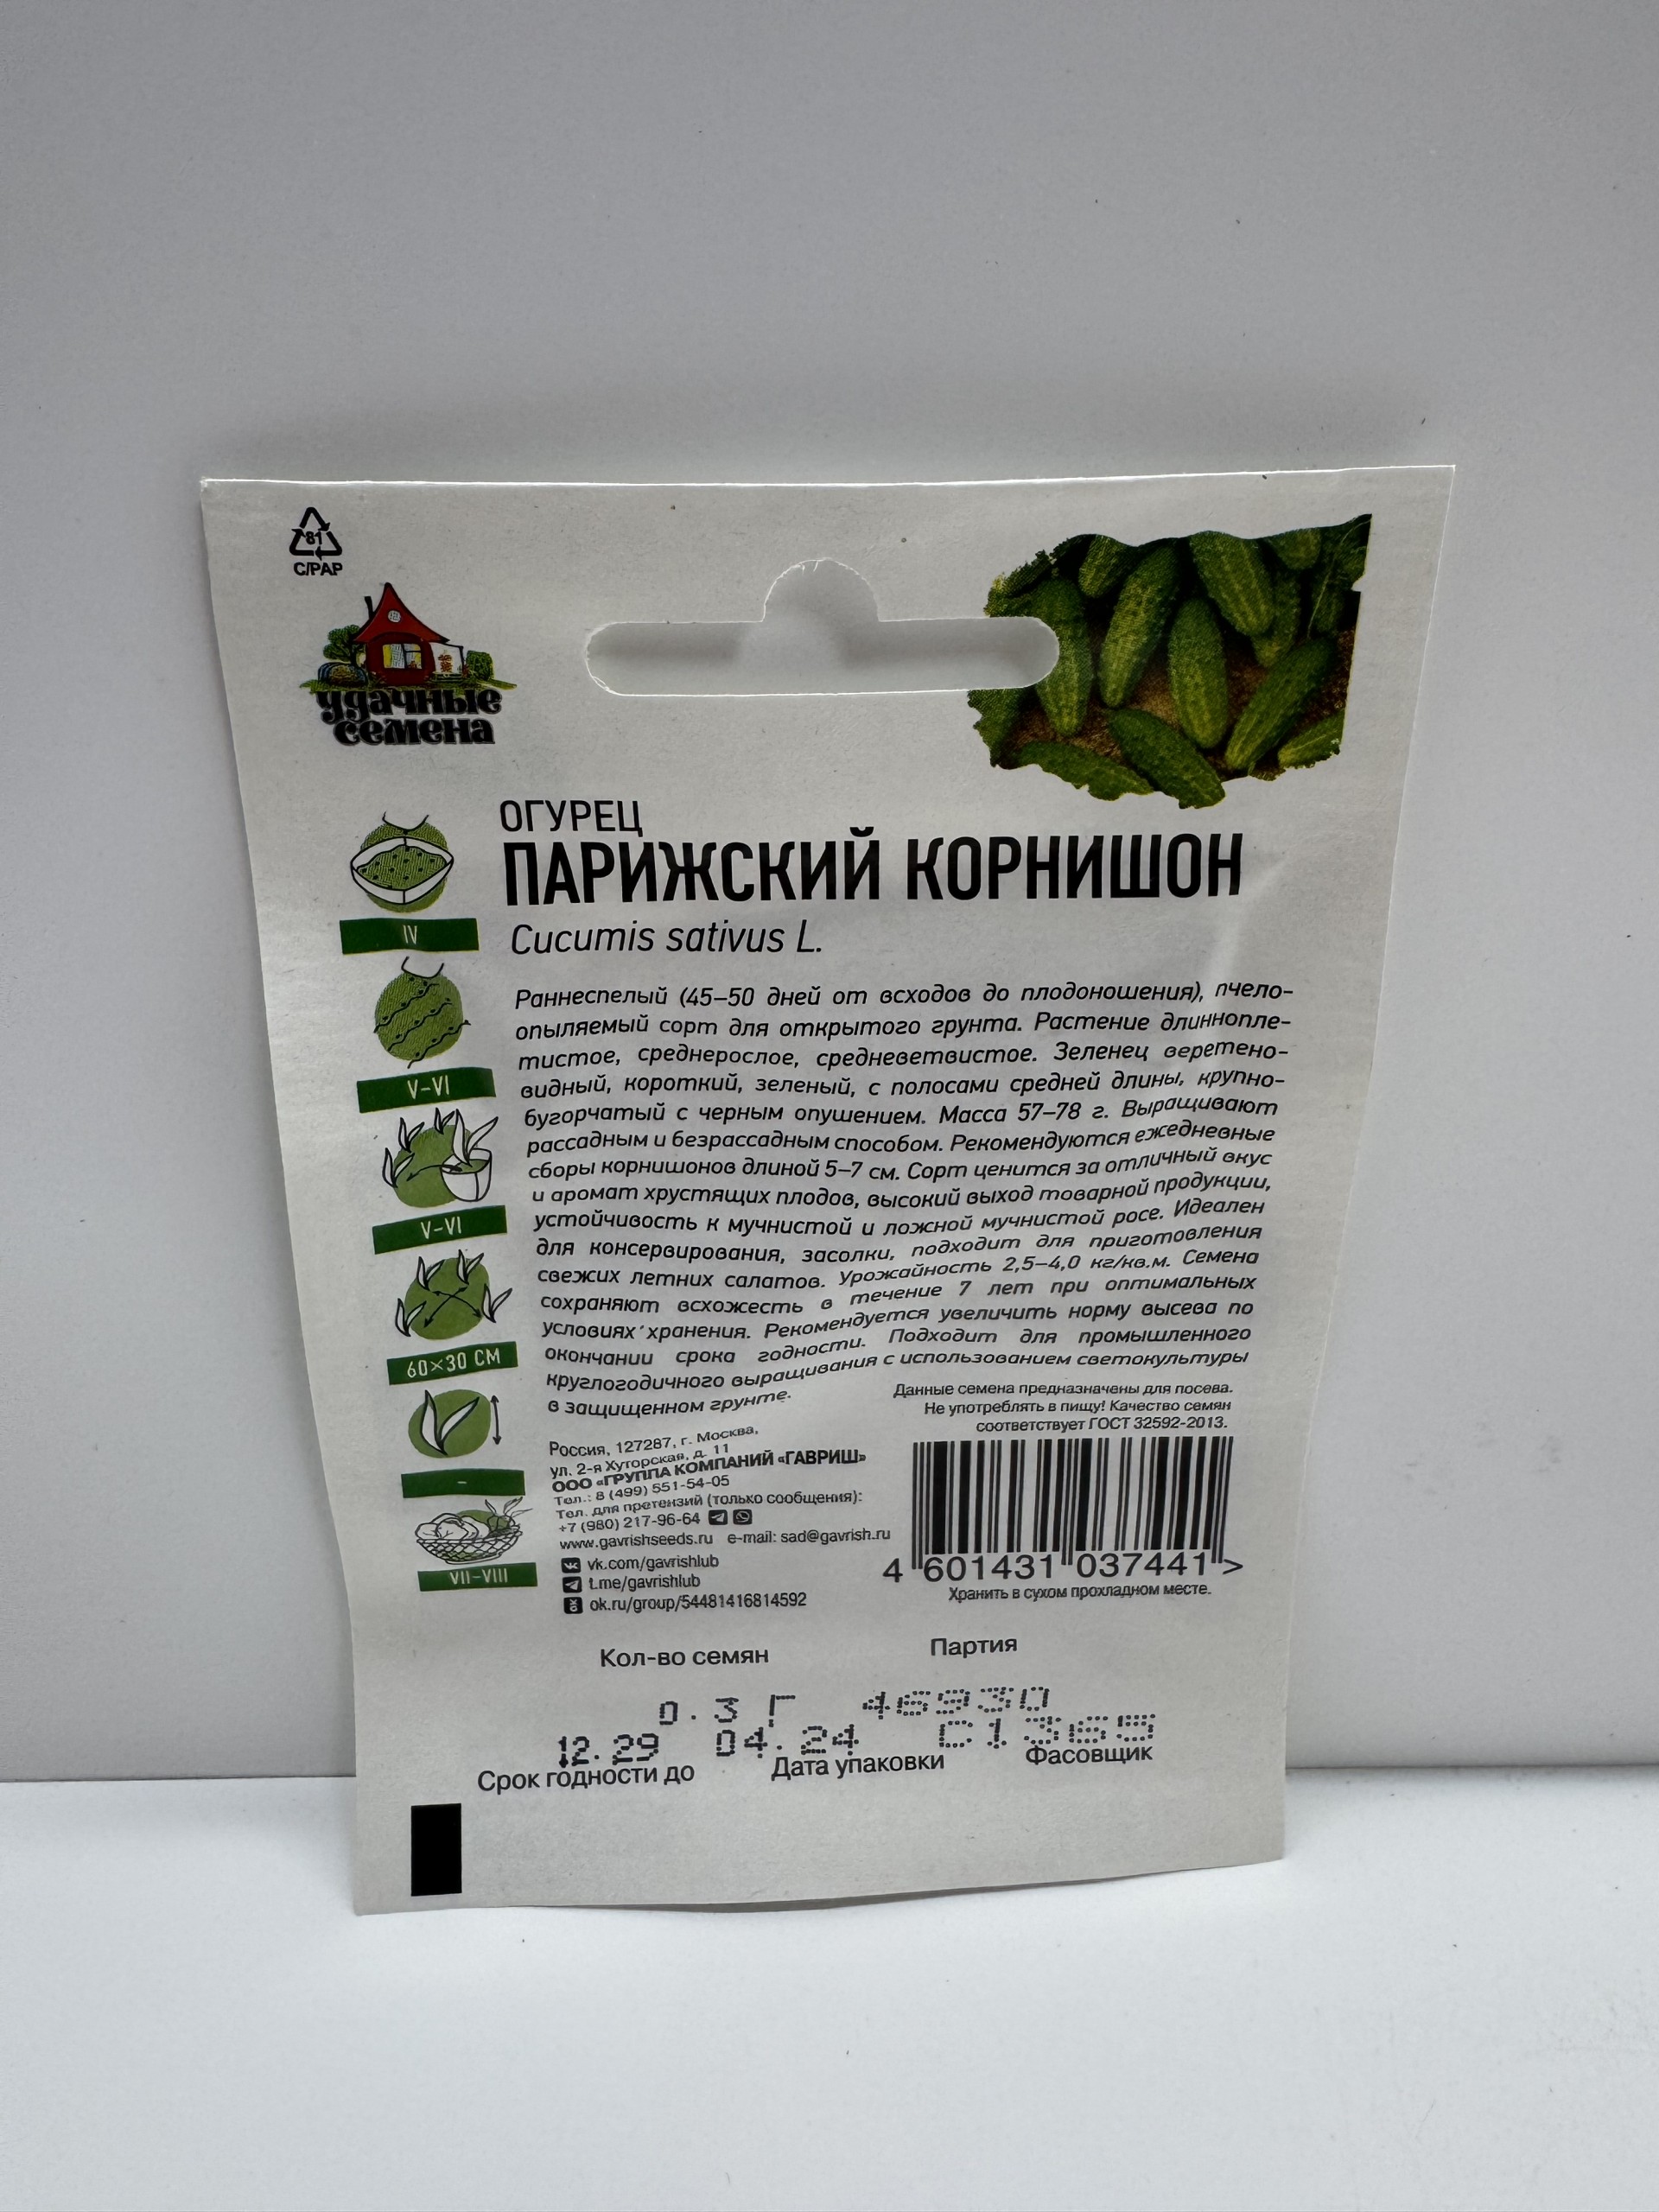 81
C/PAP
удачные
семена
ОГУРЕЦ
ПАРИЖСКИЙ КОРНИШОН
Cucumis sativus L.
IV
V–VI
V–VI
60×30 СМ
–
VII–VIII
Раннеспелый (45–50 дней от всходов до плодоношения), пчело-
опыляемый сорт для открытого грунта. Растение длиннопле-
тистое, среднерослое, средневетвистое. Зеленец веретено-
видный, короткий, зеленый, с полосами средней длины, крупно-
бугорчатый с черным опушением. Масса 57–78 г. Выращивают
рассадным и безрассадным способом. Рекомендуются ежедневные
сборы корнишонов длиной 5–7 см. Сорт ценится за отличный вкус
и аромат хрустящих плодов, высокий выход товарной продукции,
устойчивость к мучнистой и ложной мучнистой росе. Идеален
для консервирования, засолки, подходит для приготовления
свежих летних салатов. Урожайность 2,5–4,0 кг/кв.м. Семена
сохраняют всхожесть в течение 7 лет при оптимальных
условиях хранения. Рекомендуется увеличить норму высева по
окончании срока годности. Подходит для промышленного
круглогодичного выращивания с использованием светокультуры
в защищенном грунте.
Данные семена предназначены для посева.
Не употреблять в пищу! Качество семян
соответствует ГОСТ 32592-2013.
Россия, 127287, г. Москва,
ул. 2-я Хуторская, д. 11
ООО «ГРУППА КОМПАНИЙ «ГАВРИШ»
Тел.: 8 (499) 551-54-05
Тел. для претензий (только сообщения):
+7 (980) 217-96-64
www.gavrishseeds.ru e-mail: sad@gavrish.ru
vk.com/gavrishlub
t.me/gavrishlub
ok.ru/group/54481416814592
4 601431 037441 >
Хранить в сухом прохладном месте.
Кол-во семян Партия
0.3 Г 46930
12.29 04.24 С1365
Срок годности до Дата упаковки Фасовщик